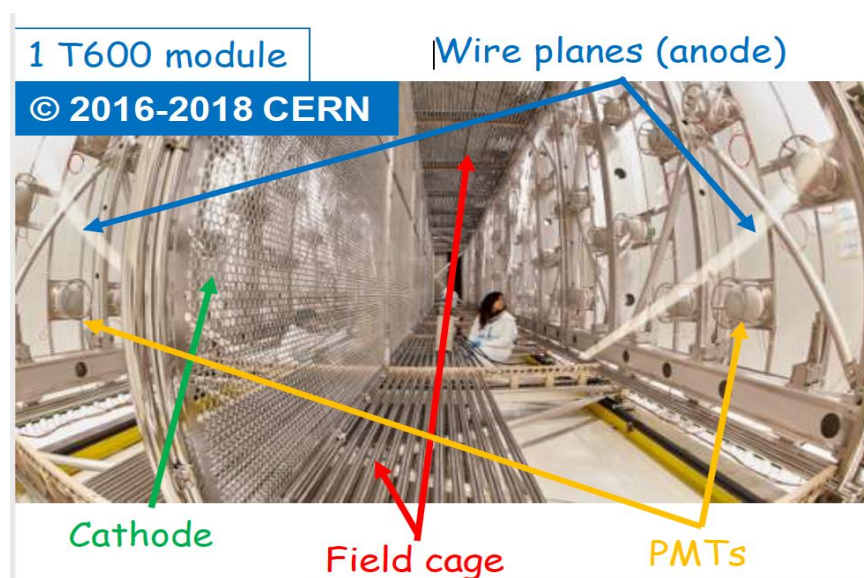 1 T600 module
Wire planes (anode)
© 2016-2018 CERN
Cathode
Field cage
PMTs